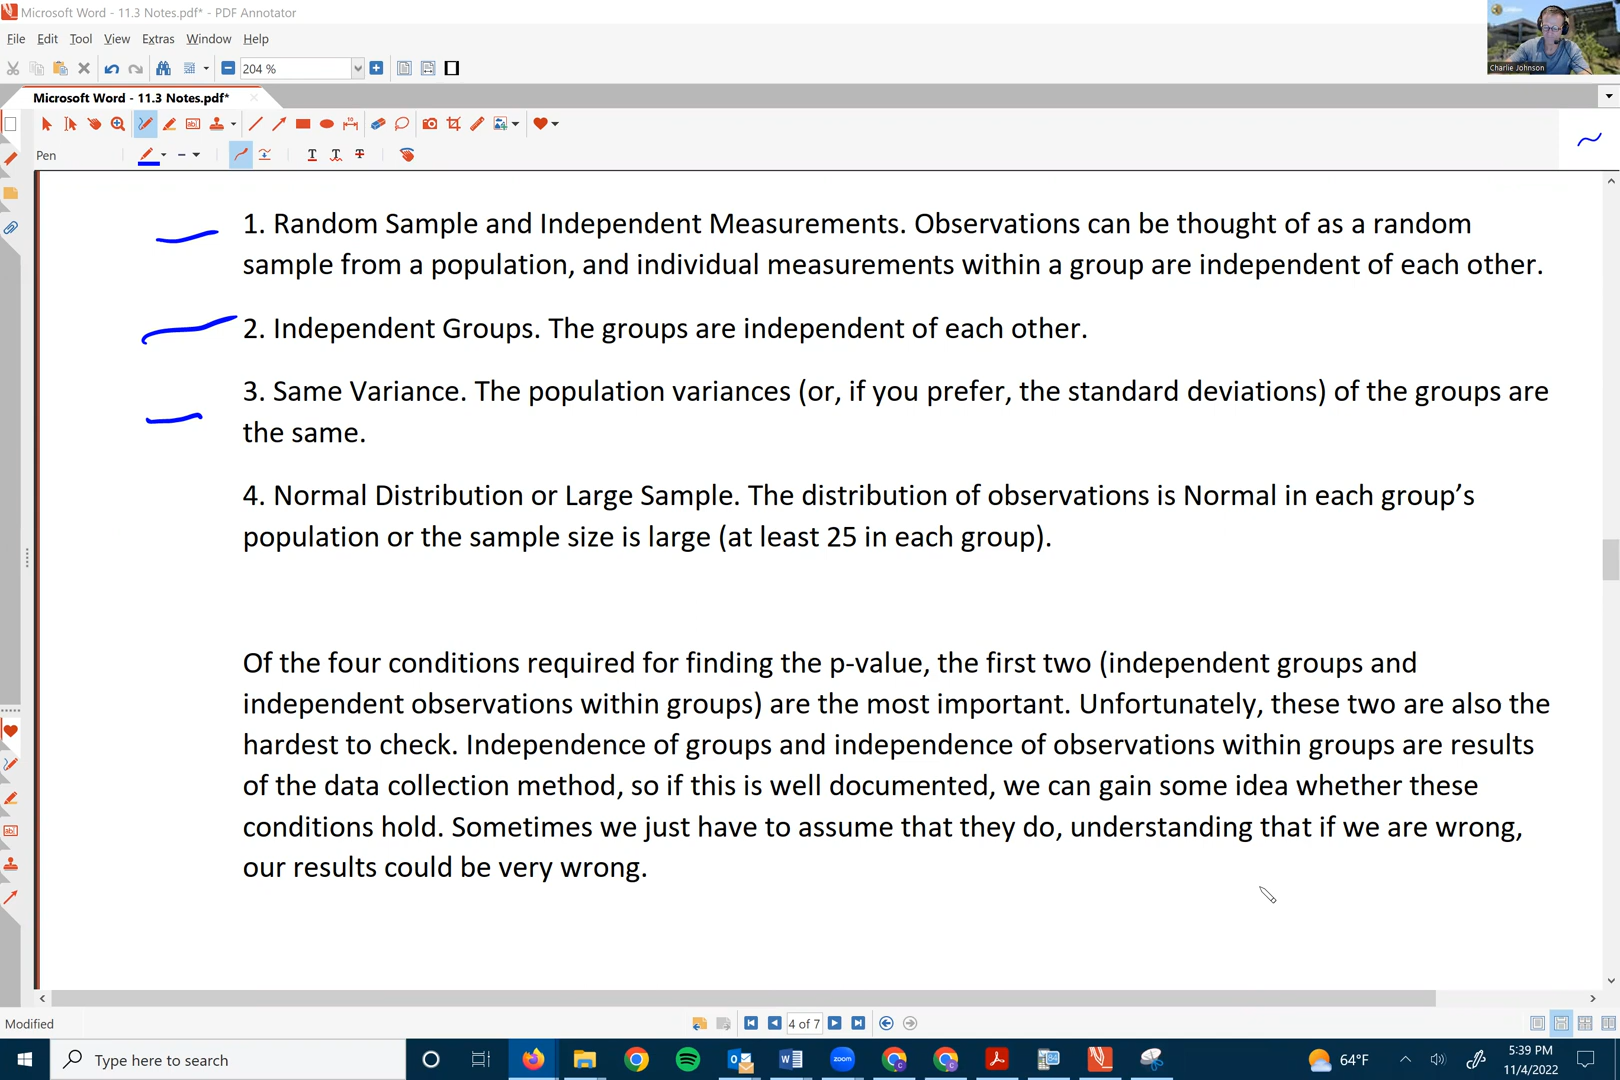 Microsoft Word - 11.3 Notes.pdf* - PDF Annotator
File Edit Tool View Extras Window Help
204 %
Microsoft Word - 11.3 Notes.pdf*
Pen
Charlie Johnson
1. Random Sample and Independent Measurements. Observations can be thought of as a random
sample from a population, and individual measurements within a group are independent of each other.
2. Independent Groups. The groups are independent of each other.
3. Same Variance. The population variances (or, if you prefer, the standard deviations) of the groups are
the same.
4. Normal Distribution or Large Sample. The distribution of observations is Normal in each group’s
population or the sample size is large (at least 25 in each group).
Of the four conditions required for finding the p-value, the first two (independent groups and
independent observations within groups) are the most important. Unfortunately, these two are also the
hardest to check. Independence of groups and independence of observations within groups are results
of the data collection method, so if this is well documented, we can gain some idea whether these
conditions hold. Sometimes we just have to assume that they do, understanding that if we are wrong,
our results could be very wrong.
Modified
4 of 7
Type here to search
64°F
5:39 PM
11/4/2022